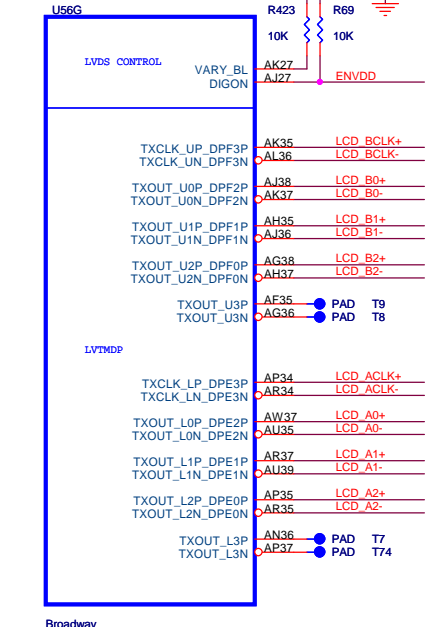 U56G R423 R69
10K 10K
LVDS CONTROL
VARY_BL AK27
DIGON AJ27 ENVDD
TXCLK_UP_DPF3P AK35 LCD_BCLK+
TXCLK_UN_DPF3N AL36 LCD_BCLK-
TXOUT_U0P_DPF2P AJ38 LCD_B0+
TXOUT_U0N_DPF2N AK37 LCD_B0-
TXOUT_U1P_DPF1P AH35 LCD_B1+
TXOUT_U1N_DPF1N AJ36 LCD_B1-
TXOUT_U2P_DPF0P AG38 LCD_B2+
TXOUT_U2N_DPF0N AH37 LCD_B2-
TXOUT_U3P AF35 PAD T9
TXOUT_U3N AG36 PAD T8
LVTMDP
TXCLK_LP_DPE3P AP34 LCD_ACLK+
TXCLK_LN_DPE3N AR34 LCD_ACLK-
TXOUT_L0P_DPE2P AW37 LCD_A0+
TXOUT_L0N_DPE2N AU35 LCD_A0-
TXOUT_L1P_DPE1P AR37 LCD_A1+
TXOUT_L1N_DPE1N AU39 LCD_A1-
TXOUT_L2P_DPE0P AP35 LCD_A2+
TXOUT_L2N_DPE0N AR35 LCD_A2-
TXOUT_L3P AN36 PAD T7
TXOUT_L3N AP37 PAD T74
Broadway